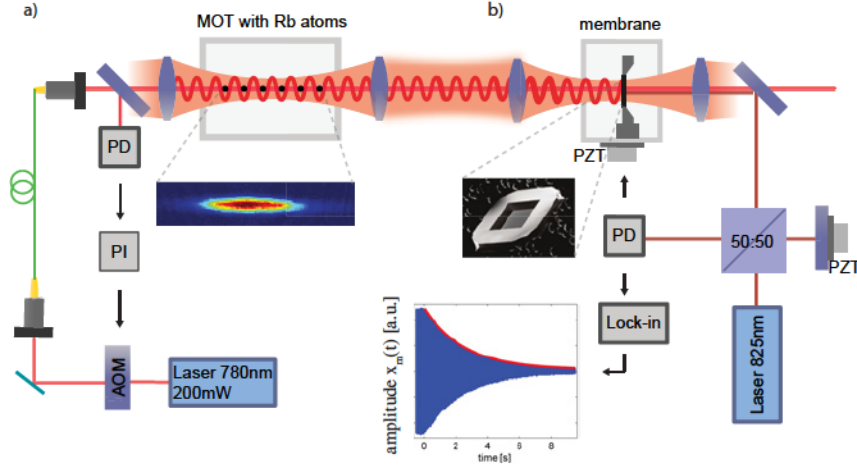 a)
MOT with Rb atoms
b)
membrane
PD
PZT
PI
PD
50:50
PZT
AOM
Laser 780nm
200mW
Lock-in
Laser 825nm
amplitude x_m(t) [a.u.]
0 2 4 6 8
time [s]